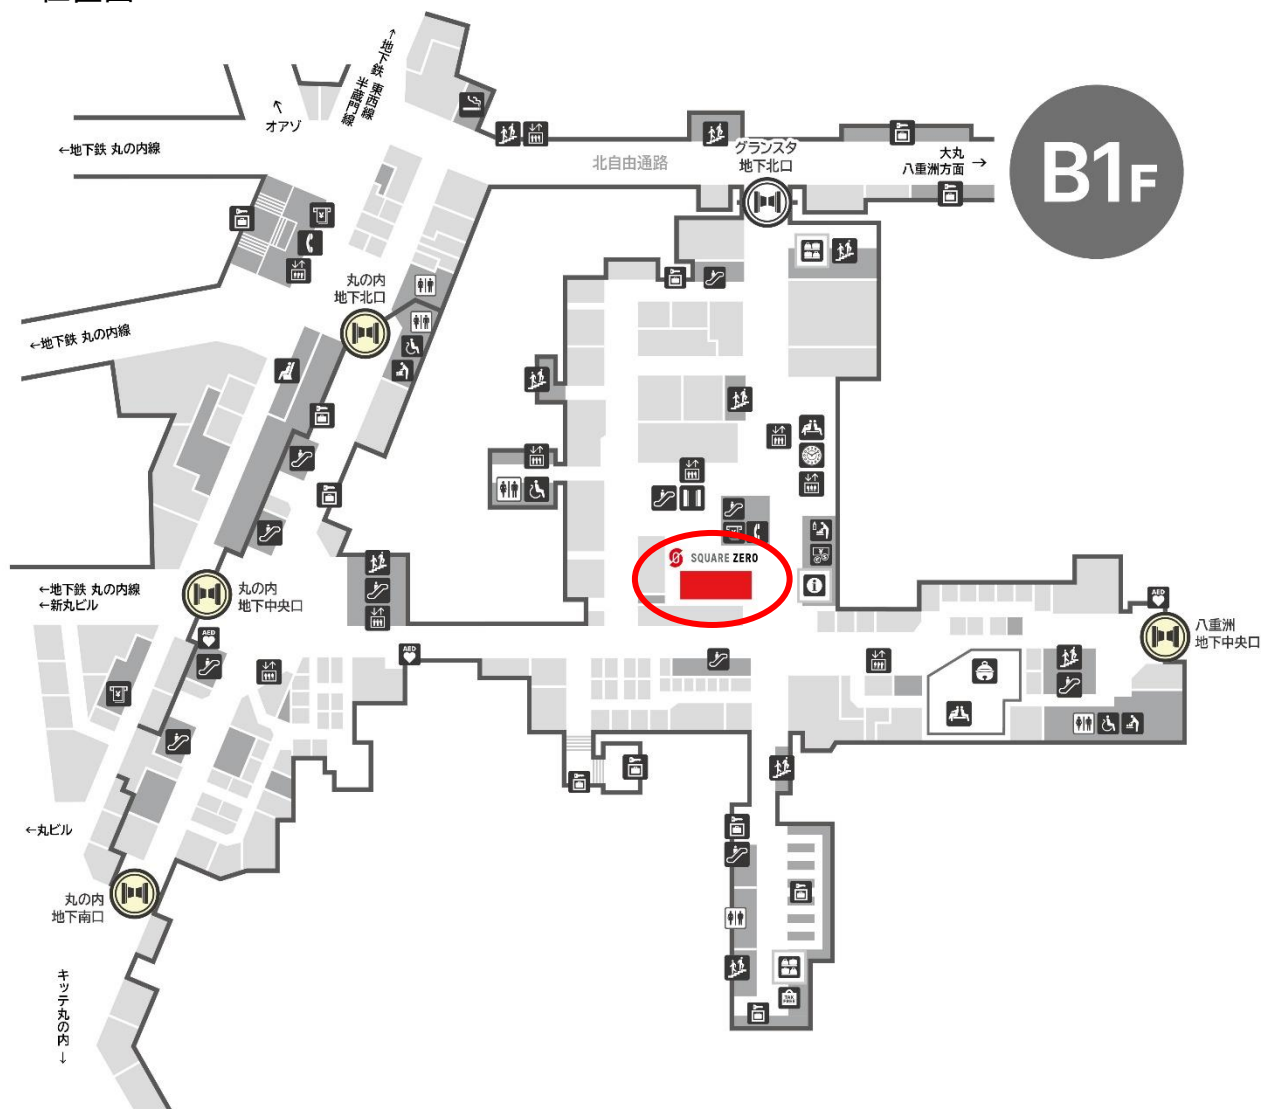 ←地下鉄 東西線
半蔵門線
オアゾ
←地下鉄 丸の内線
北自由通路
グランスタ
地下北口
大丸
八重洲方面 →
B1F
丸の内
地下北口
←地下鉄 丸の内線
SQUARE ZERO
←地下鉄 丸の内線
←新丸ビル
丸の内
地下中央口
AED
AED
AED
八重洲
地下中央口
←丸ビル
丸の内
地下南口
キッテ丸の内→
TAX
FREE